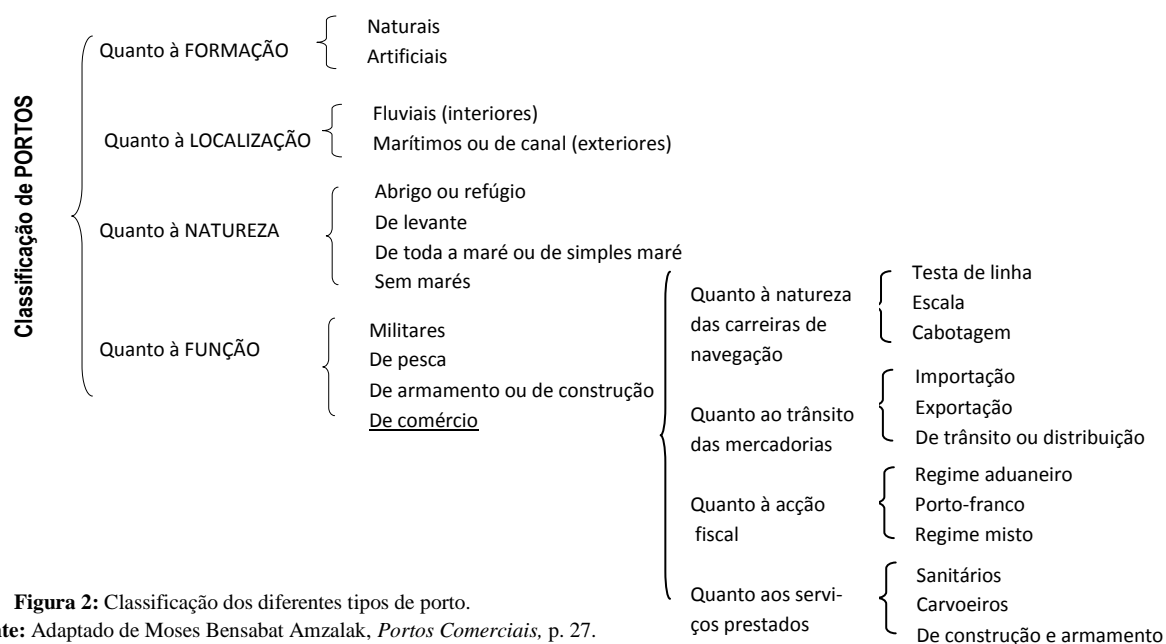 Classificação de PORTOS
Quanto à FORMAÇÃO
Naturais
Artificiais
Quanto à LOCALIZAÇÃO
Fluviais (interiores)
Marítimos ou de canal (exteriores)
Quanto à NATUREZA
Abrigo ou refúgio
De levante
De toda a maré ou de simples maré
Sem marés
Quanto à FUNÇÃO
Militares
De pesca
De armamento ou de construção
De comércio
Quanto à natureza
das carreiras de
navegação
Testa de linha
Escala
Cabotagem
Quanto ao trânsito
das mercadorias
Importação
Exportação
De trânsito ou distribuição
Quanto à acção
fiscal
Regime aduaneiro
Porto-franco
Regime misto
Quanto aos servi-
ços prestados
Sanitários
Carvoeiros
De construção e armamento
Figura 2: Classificação dos diferentes tipos de porto.
nte: Adaptado de Moses Bensabat Amzalak, Portos Comerciais, p. 27.